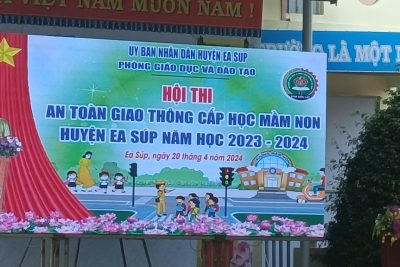 VIỆT NAM MUÔN NĂM !
ỦY BAN NHÂN DÂN HUYỆN EA SÚP
PHÒNG GIÁO DỤC VÀ ĐÀO TẠO
LÀ MỘT
HỘI THI
AN TOÀN GIAO THÔNG CẤP HỌC MẦM NON
HUYỆN EA SÚP NĂM HỌC 2023 - 2024
Ea Súp, ngày 20 tháng 4 năm 2024